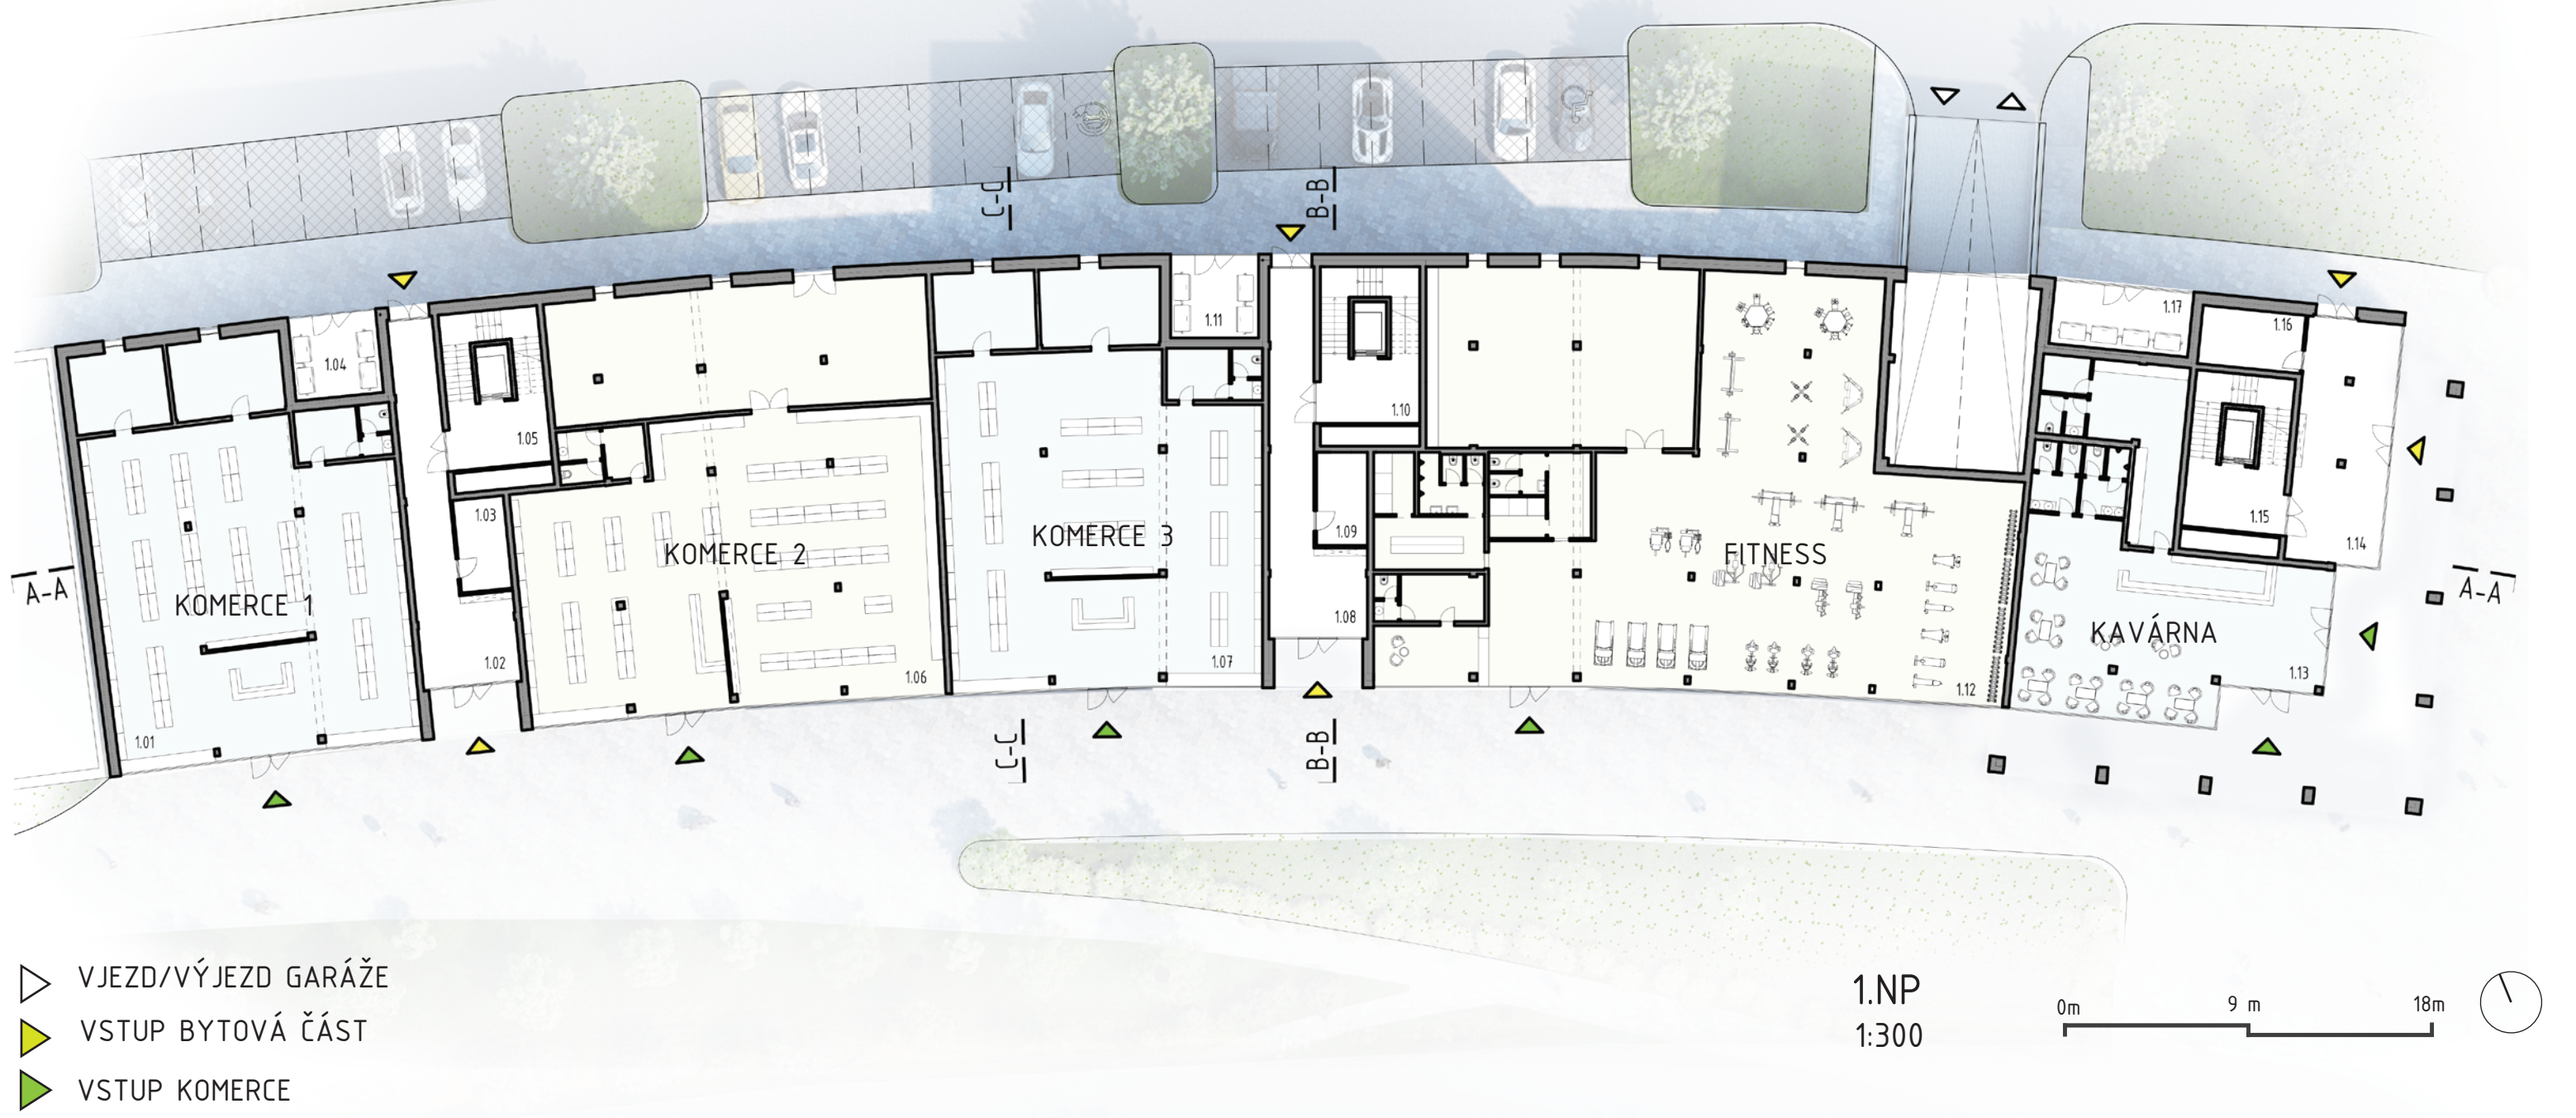 C-C
B-B
1.17
1.16
1.11
1.04
1.10
1.05
1.03
1.09
1.15
1.14
KOMERCE 3
KOMERCE 2
FITNESS
A-A
A-A
KOMERCE 1
1.08
KAVÁRNA
1.02
1.07
1.06
1.13
1.12
1.01
C-C
B-B
VJEZD/VÝJEZD GARÁŽE
VSTUP BYTOVÁ ČÁST
VSTUP KOMERCE
1.NP
1:300
0m 9 m 18m